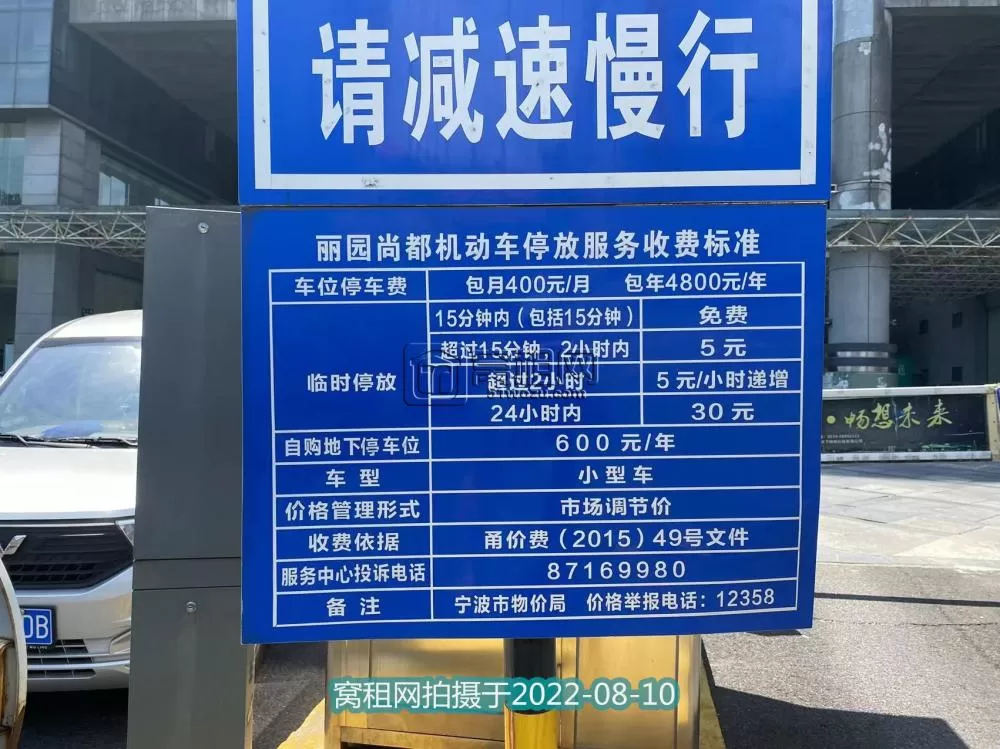 请减速慢行
丽园尚都机动车停放服务收费标准
车位停车费 包月400元/月 包年4800元/年
临时停放
15分钟内（包括15分钟） 免费
超过15分钟 2小时内 5元
超过2小时 5元/小时递增
24小时内 30元
自购地下停车位 600元/年
车型 小型车
价格管理形式 市场调节价
收费依据 甬价费（2015）49号文件
服务中心投诉电话 87169980
备注 宁波市物价局 价格举报电话：12358
窝租网
51wozu.com
畅想未来
0B
窝租网拍摄于2022-08-10